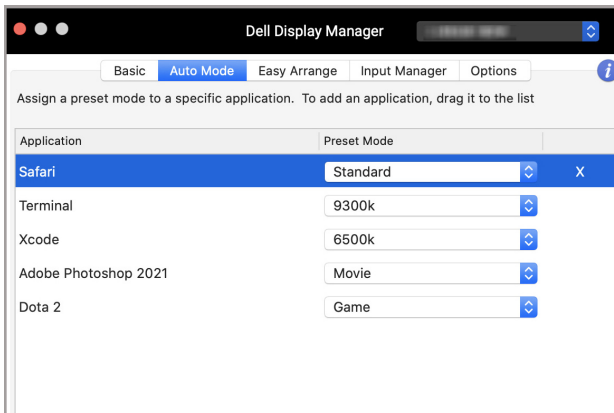 Dell Display Manager
Basic Auto Mode Easy Arrange Input Manager Options i
Assign a preset mode to a specific application. To add an application, drag it to the list
Application Preset Mode
Safari Standard X
Terminal 9300k
Xcode 6500k
Adobe Photoshop 2021 Movie
Dota 2 Game